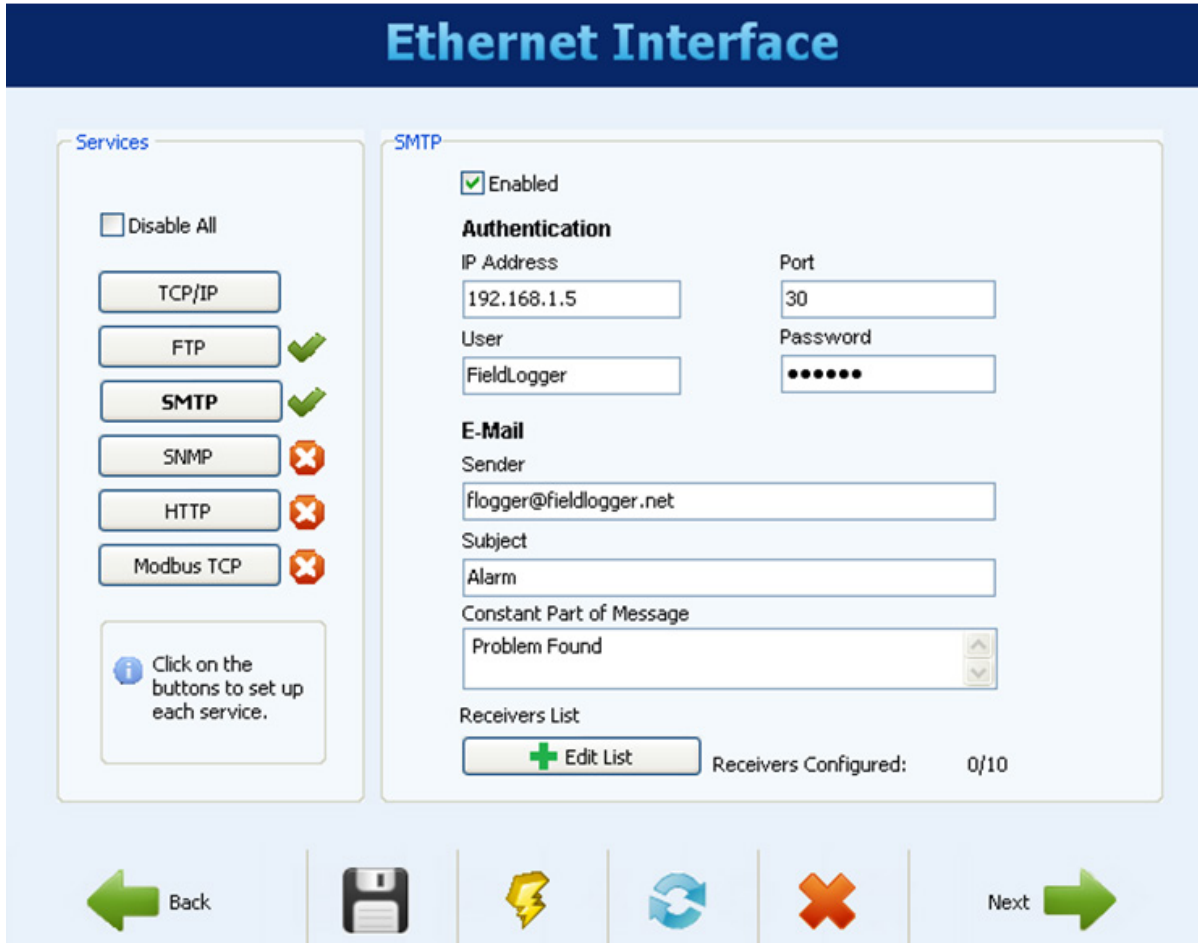 Ethernet Interface
Services
Disable All
TCP/IP
FTP
SMTP
SNMP
HTTP
Modbus TCP
Click on the
buttons to set up
each service.
SMTP
Enabled
Authentication
IP Address Port
192.168.1.5 30
User Password
FieldLogger ••••••
E-Mail
Sender
flogger@fieldlogger.net
Subject
Alarm
Constant Part of Message
Problem Found
Receivers List
Edit List Receivers Configured: 0/10
Back Next